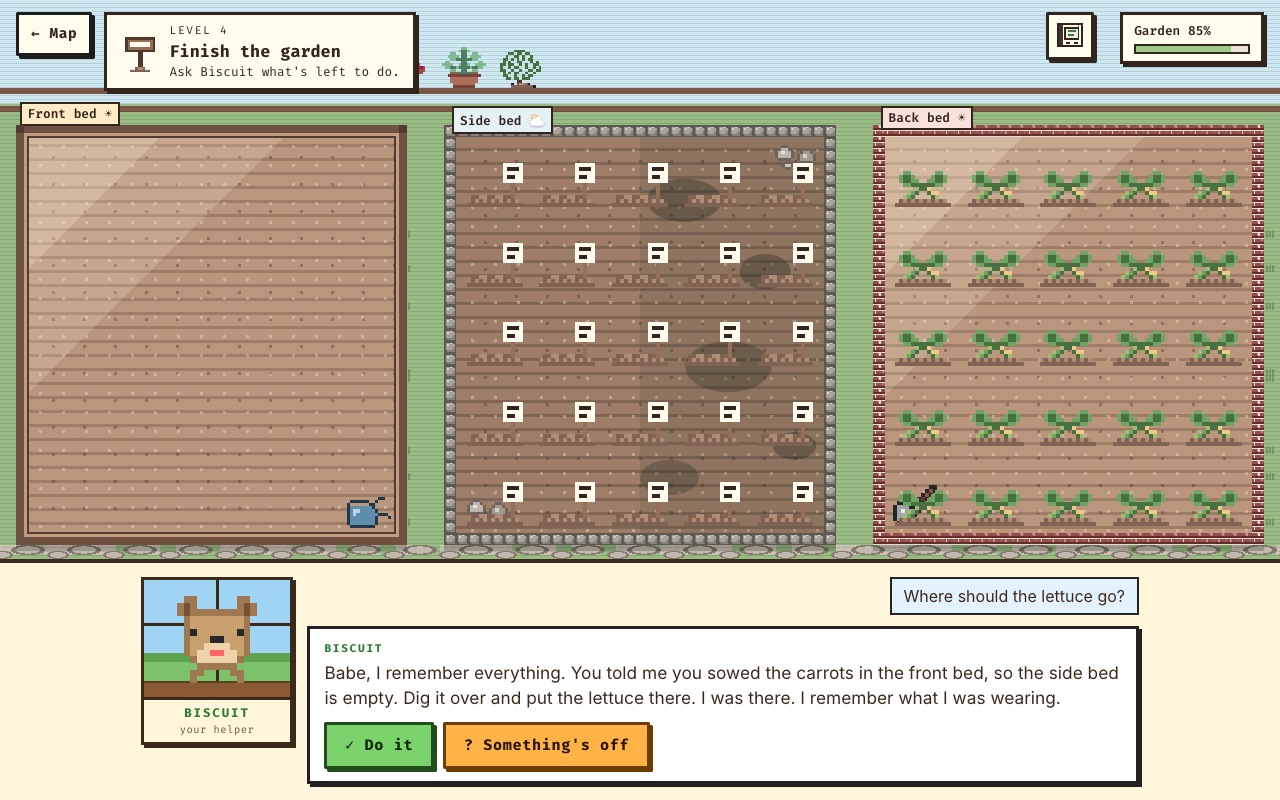 ← Map
LEVEL 4
Finish the garden
Ask Biscuit what's left to do.
Garden 85%
Front bed ☀
Side bed ⛅
Back bed ☀
Where should the lettuce go?
BISCUIT
your helper
BISCUIT
Babe, I remember everything. You told me you sowed the carrots in the front bed, so the side bed
is empty. Dig it over and put the lettuce there. I was there. I remember what I was wearing.
✓ Do it
? Something's off